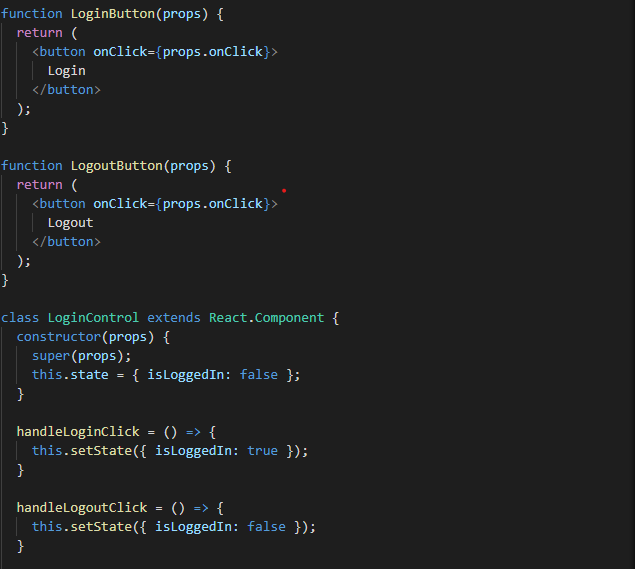 function LoginButton(props) {
  return (
    <button onClick={props.onClick}>
      Login
    </button>
  );
}

function LogoutButton(props) {
  return (
    <button onClick={props.onClick}>
      Logout
    </button>
  );
}

class LoginControl extends React.Component {
  constructor(props) {
    super(props);
    this.state = { isLoggedIn: false };
  }

  handleLoginClick = () => {
    this.setState({ isLoggedIn: true });
  }

  handleLogoutClick = () => {
    this.setState({ isLoggedIn: false });
  }